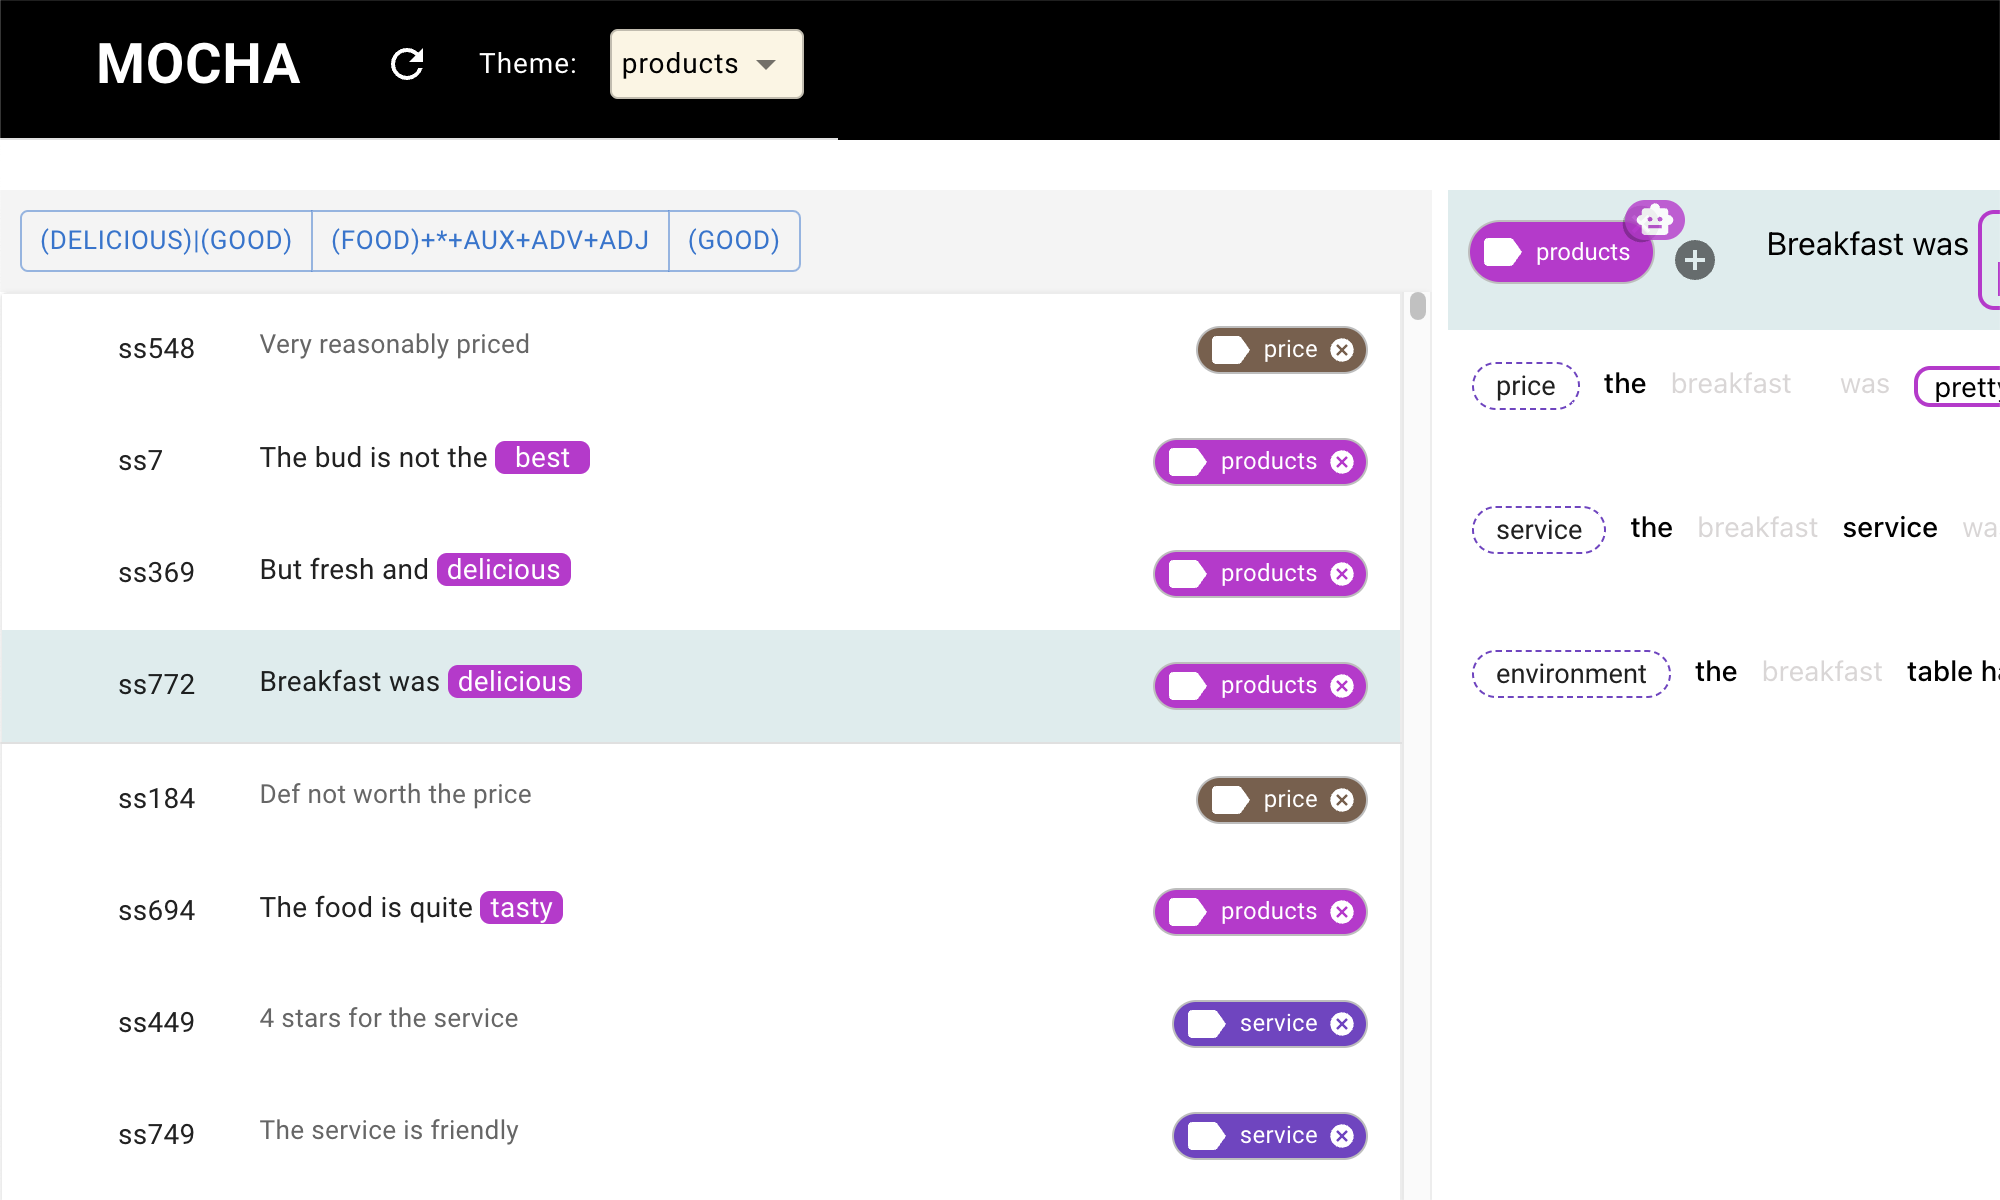 MOCHA Theme: products
(DELICIOUS)|(GOOD) (FOOD)+*+AUX+ADV+ADJ (GOOD)
ss548 Very reasonably priced price
ss7 The bud is not the best products
ss369 But fresh and delicious products
ss772 Breakfast was delicious products
ss184 Def not worth the price price
ss694 The food is quite tasty products
ss449 4 stars for the service service
ss749 The service is friendly service
products Breakfast was
price the breakfast was pretty
service the breakfast service wa
environment the breakfast table ha